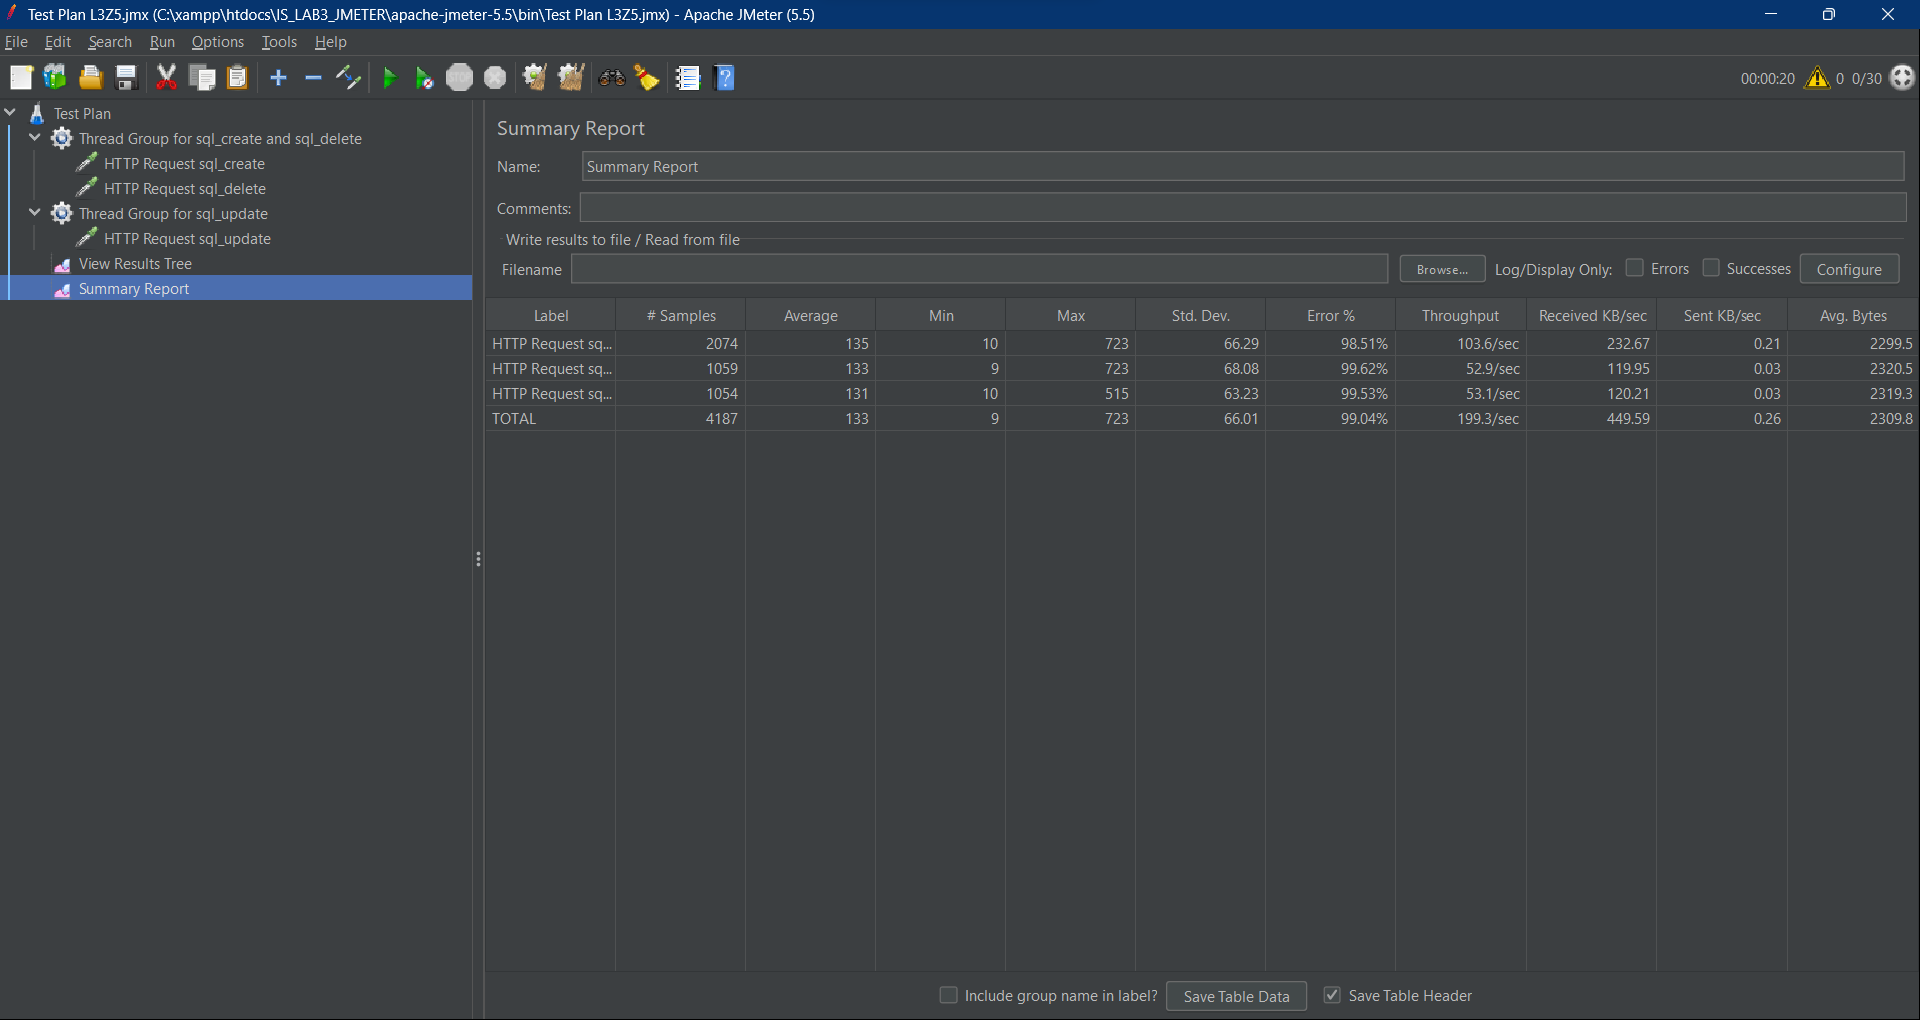 Test Plan L3Z5.jmx (C:\xampp\htdocs\IS_LAB3_JMETER\apache-jmeter-5.5\bin\Test Plan L3Z5.jmx) - Apache JMeter (5.5)
File Edit Search Run Options Tools Help
STOP ? 00:00:20 0 0/30
Test Plan
Thread Group for sql_create and sql_delete
HTTP Request sql_create
HTTP Request sql_delete
Thread Group for sql_update
HTTP Request sql_update
View Results Tree
Summary Report
Summary Report
Name: Summary Report
Comments:
Write results to file / Read from file
Filename Browse... Log/Display Only: Errors Successes Configure
Label # Samples Average Min Max Std. Dev. Error % Throughput Received KB/sec Sent KB/sec Avg. Bytes
HTTP Request sq... 2074 135 10 723 66.29 98.51% 103.6/sec 232.67 0.21 2299.5
HTTP Request sq... 1059 133 9 723 68.08 99.62% 52.9/sec 119.95 0.03 2320.5
HTTP Request sq... 1054 131 10 515 63.23 99.53% 53.1/sec 120.21 0.03 2319.3
TOTAL 4187 133 9 723 66.01 99.04% 199.3/sec 449.59 0.26 2309.8
Include group name in label? Save Table Data Save Table Header